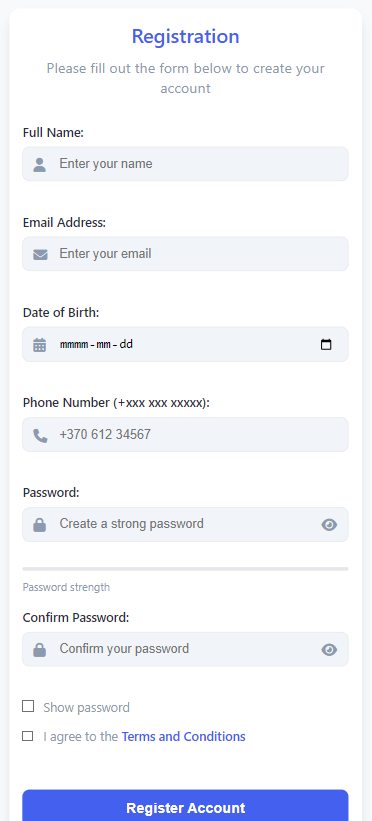 Registration
Please fill out the form below to create your
account
Full Name:
Enter your name
Email Address:
Enter your email
Date of Birth:
mmmm-mm-dd
Phone Number (+xxx xxx xxxxx):
+370 612 34567
Password:
Create a strong password
Password strength
Confirm Password:
Confirm your password
Show password
I agree to the Terms and Conditions
Register Account